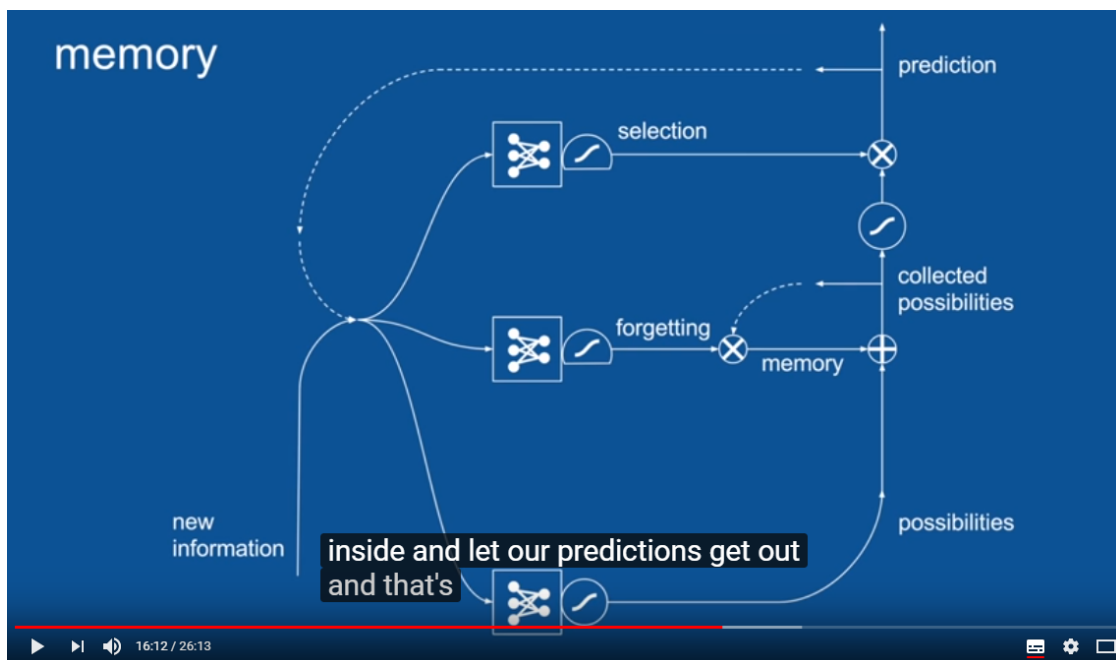 memory
prediction
selection
collected
possibilities
forgetting
memory
new
information
possibilities
inside and let our predictions get out
and that's
16:12 / 26:13